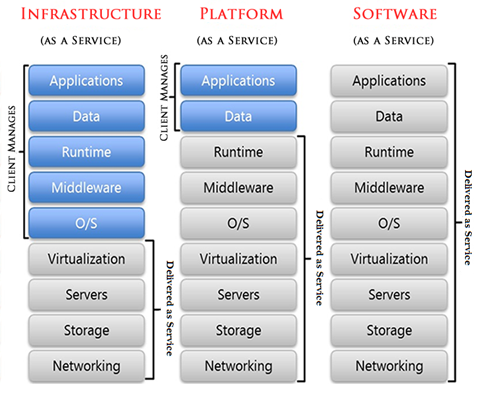 INFRASTRUCTURE
(AS A SERVICE)
CLIENT MANAGES
Applications
Data
Runtime
Middleware
O/S
Virtualization
Servers
Storage
Networking
Delivered as Service
PLATFORM
(AS A SERVICE)
CLIENT MANAGES
Applications
Data
Runtime
Middleware
O/S
Virtualization
Servers
Storage
Networking
Delivered as Service
SOFTWARE
(AS A SERVICE)
Applications
Data
Runtime
Middleware
O/S
Virtualization
Servers
Storage
Networking
Delivered as Service